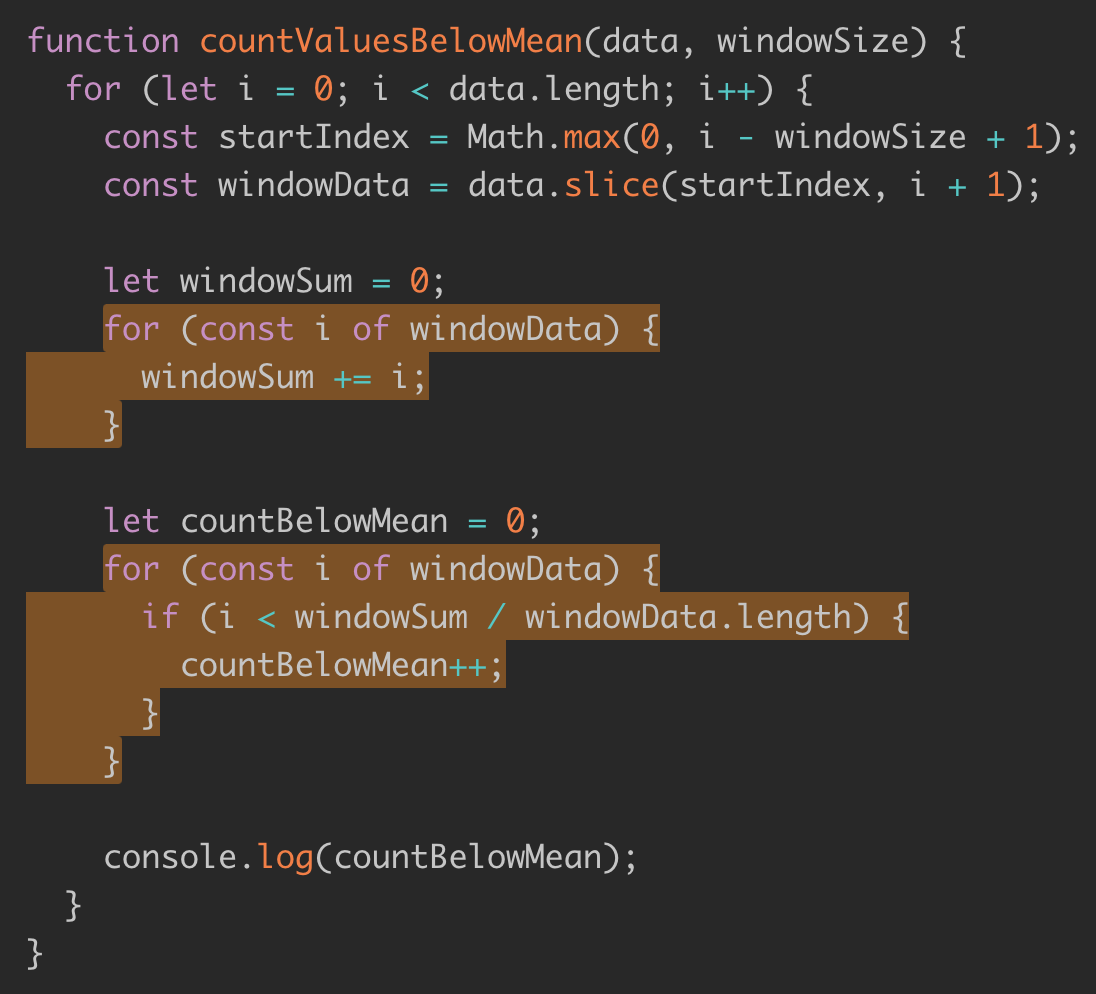 function countValuesBelowMean(data, windowSize) {
  for (let i = 0; i < data.length; i++) {
    const startIndex = Math.max(0, i - windowSize + 1);
    const windowData = data.slice(startIndex, i + 1);

    let windowSum = 0;
    for (const i of windowData) {
      windowSum += i;
    }

    let countBelowMean = 0;
    for (const i of windowData) {
      if (i < windowSum / windowData.length) {
        countBelowMean++;
      }
    }

    console.log(countBelowMean);
  }
}